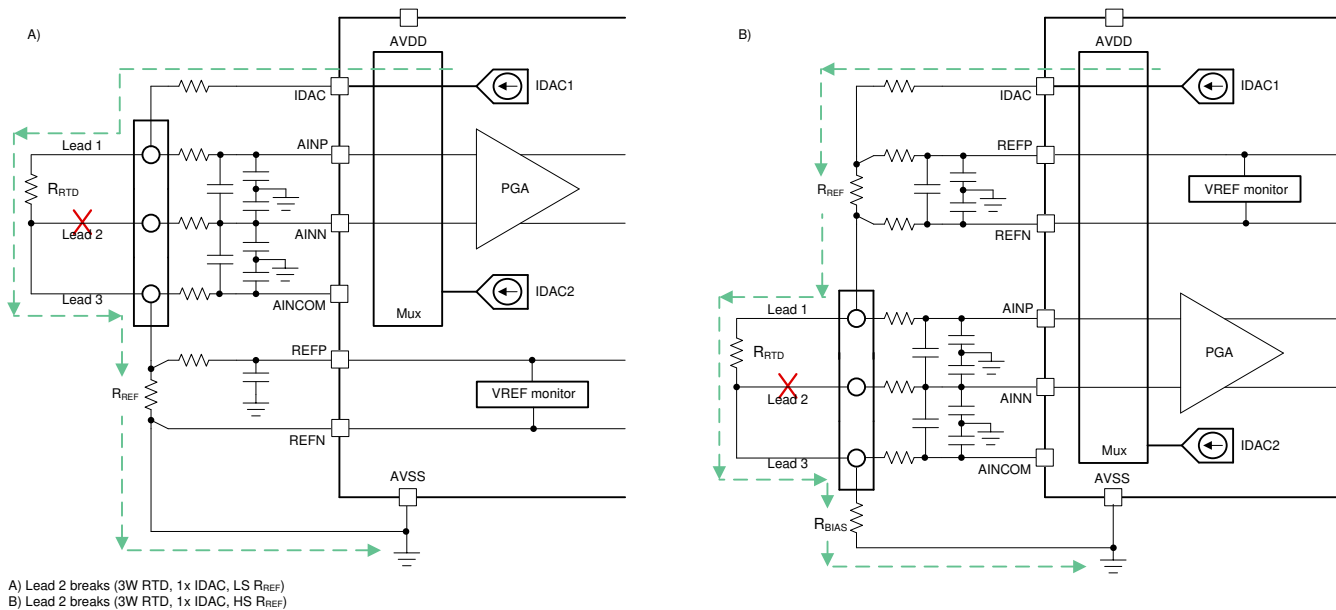 A)
AVDD
IDAC1
IDAC
Lead 1
AINP
RRTD
PGA
Lead 2
AINN
Lead 3
AINCOM
IDAC2
Mux
REFP
RREF
VREF monitor
REFN
AVSS
B)
AVDD
IDAC1
IDAC
REFP
RREF
VREF monitor
REFN
Lead 1
AINP
RRTD
PGA
Lead 2
AINN
IDAC2
Mux
Lead 3
AINCOM
AVSS
RBIAS
A) Lead 2 breaks (3W RTD, 1x IDAC, LS RREF)
B) Lead 2 breaks (3W RTD, 1x IDAC, HS RREF)